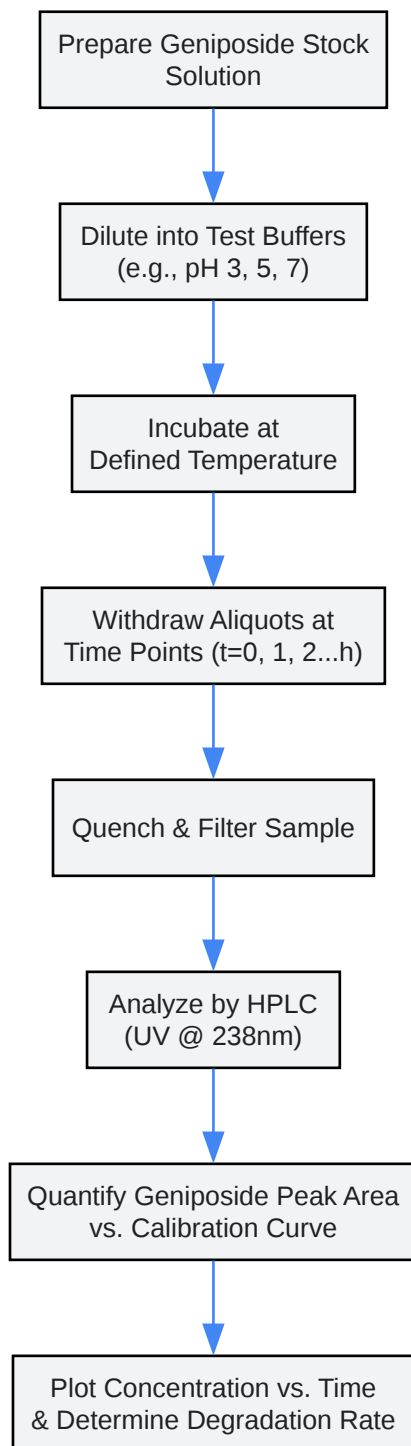 Prepare Geniposide Stock
Solution
Dilute into Test Buffers
(e.g., pH 3, 5, 7)
Incubate at
Defined Temperature
Withdraw Aliquots at
Time Points (t=0, 1, 2...h)
Quench & Filter Sample
Analyze by HPLC
(UV @ 238nm)
Quantify Geniposide Peak Area
vs. Calibration Curve
Plot Concentration vs. Time
& Determine Degradation Rate